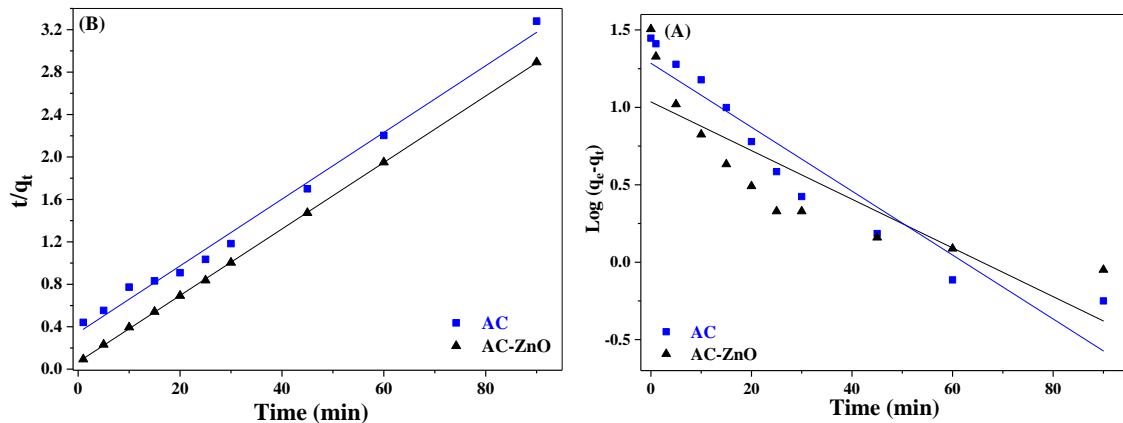 (B)
3.2
2.8
2.4
2.0
1.6
1.2
0.8
0.4
0.0
t/qt
AC
AC-ZnO
0 20 40 60 80
Time (min)
(A)
1.5
1.0
0.5
0.0
-0.5
Log (qe-qt)
AC
AC-ZnO
0 20 40 60 80
Time (min)